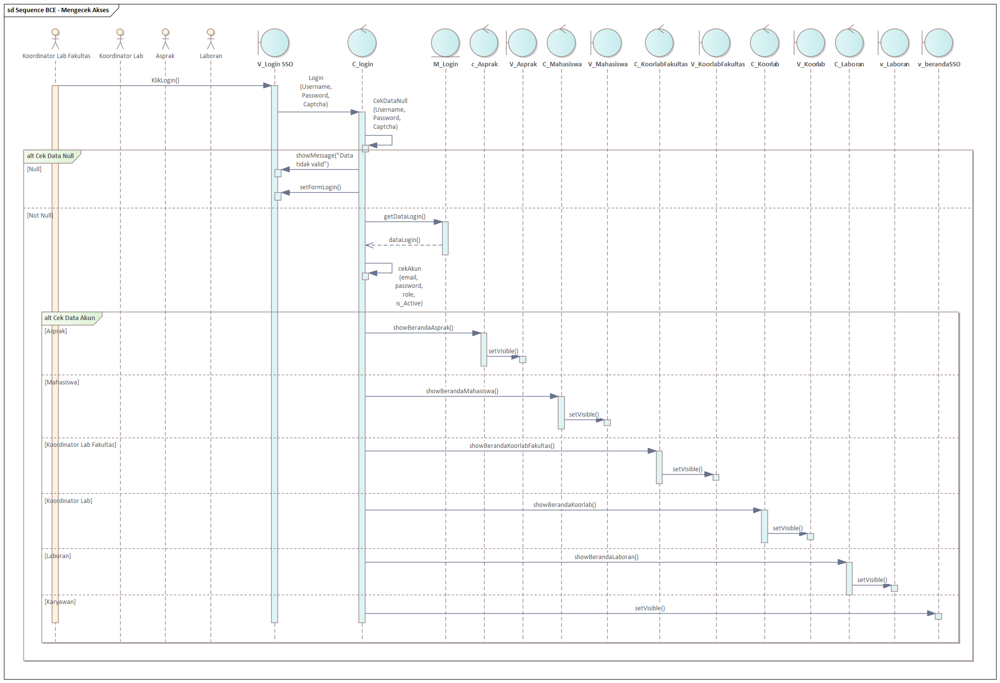 sd Sequence BCE - Mengecek Akses
Koordinator Lab Fakultas
Koordinator Lab
Asprak
Laboran
V_Login SSO
C_login
M_Login
c_Asprak
V_Asprak
C_Mahasiswa
V_Mahasiswa
C_KoorlabFakultas
V_KoorlabFakultas
C_Koorlab
V_Koorlab
C_Laboran
v_Laboran
v_berandaSSO
KlikLogin()
Login
(Username,
Password,
Captcha)
CekDataNull
(Username,
Password,
Captcha)
alt Cek Data Null
[Null]
showMessage("Data
tidak valid")
setFormLogin()
[Not Null]
getDataLogin()
dataLogin()
cekAkun
(email,
password,
role,
is_Active)
alt Cek Data Akun
[Asprak]
showBerandaAsprak()
setVisible()
[Mahasiswa]
showBerandaMahasiswa()
setVisible()
[Koordinator Lab Fakultas]
showBerandaKoorlabFakultas()
setVisible()
[Koordinator Lab]
showBerandaKoorlab()
setVisible()
[Laboran]
showBerandaLaboran()
setVisible()
[Karyawan]
setVisible()